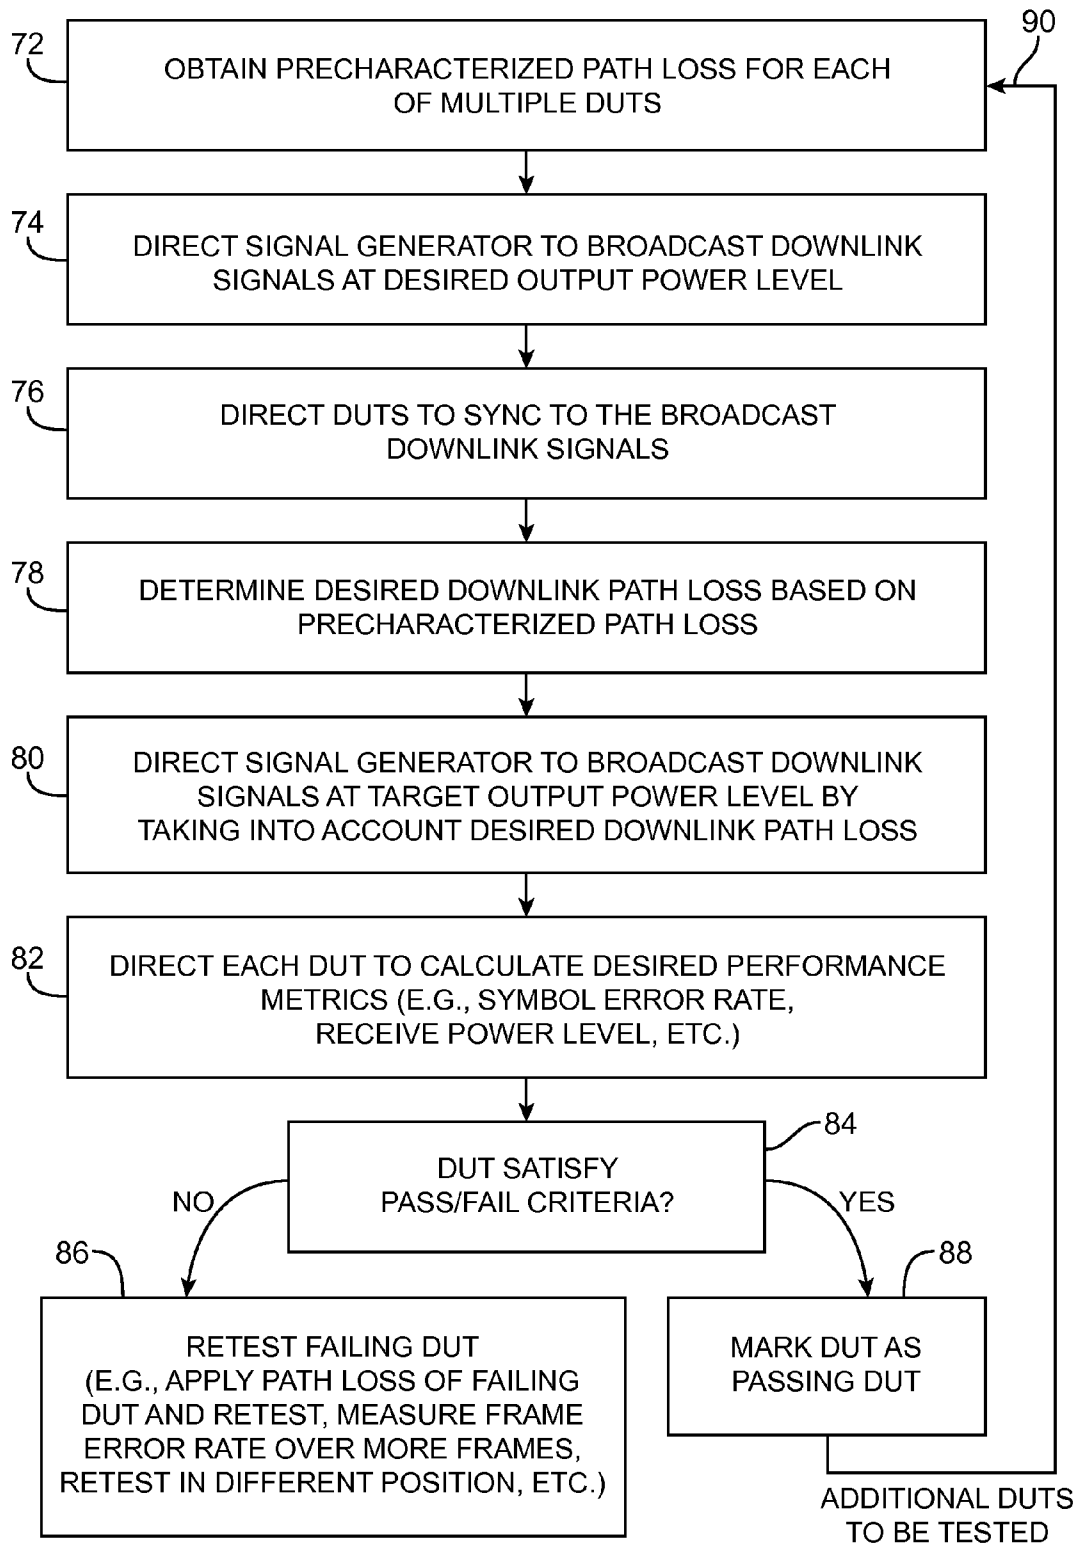 90
72
OBTAIN PRECHARACTERIZED PATH LOSS FOR EACH
OF MULTIPLE DUTS
74
DIRECT SIGNAL GENERATOR TO BROADCAST DOWNLINK
SIGNALS AT DESIRED OUTPUT POWER LEVEL
76
DIRECT DUTS TO SYNC TO THE BROADCAST
DOWNLINK SIGNALS
78
DETERMINE DESIRED DOWNLINK PATH LOSS BASED ON
PRECHARACTERIZED PATH LOSS
80
DIRECT SIGNAL GENERATOR TO BROADCAST DOWNLINK
SIGNALS AT TARGET OUTPUT POWER LEVEL BY
TAKING INTO ACCOUNT DESIRED DOWNLINK PATH LOSS
82
DIRECT EACH DUT TO CALCULATE DESIRED PERFORMANCE
METRICS (E.G., SYMBOL ERROR RATE,
RECEIVE POWER LEVEL, ETC.)
84
DUT SATISFY
PASS/FAIL CRITERIA?
NO
YES
86
88
RETEST FAILING DUT
(E.G., APPLY PATH LOSS OF FAILING
DUT AND RETEST, MEASURE FRAME
ERROR RATE OVER MORE FRAMES,
RETEST IN DIFFERENT POSITION, ETC.)
MARK DUT AS
PASSING DUT
ADDITIONAL DUTS
TO BE TESTED